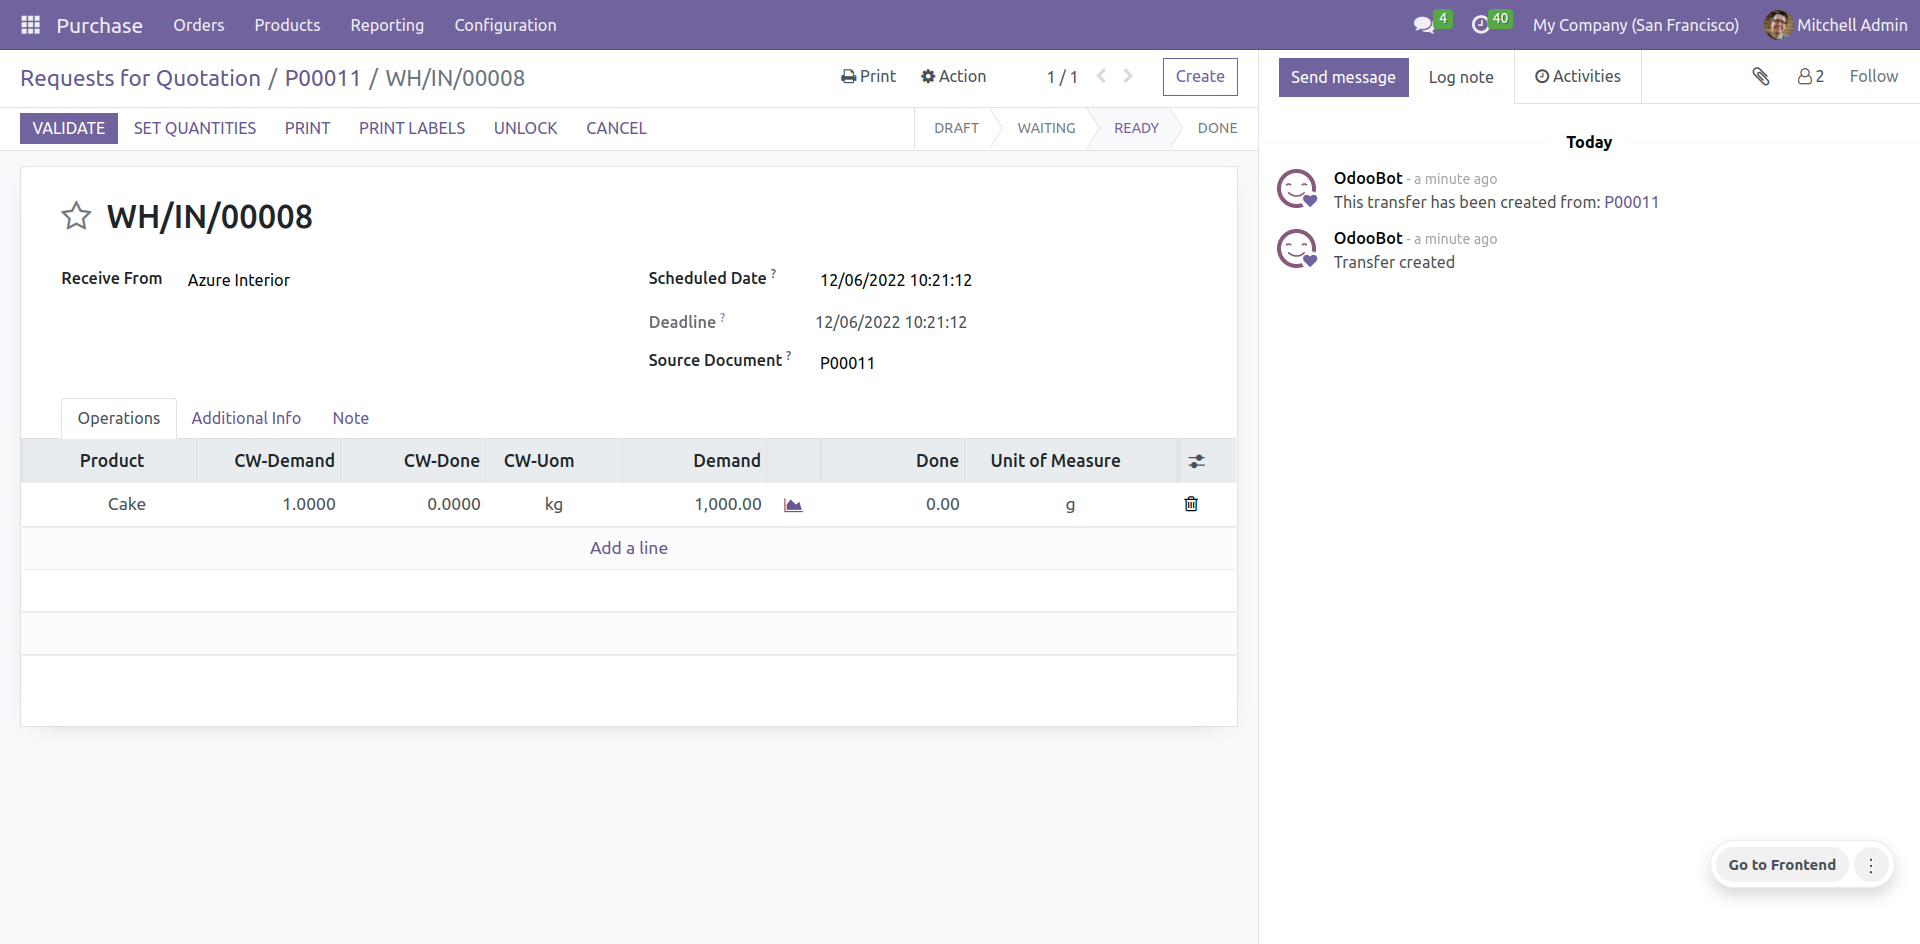 Purchase Orders Products Reporting Configuration 4 40 My Company (San Francisco) Mitchell Admin
Requests for Quotation / P00011 / WH/IN/00008 Print Action 1 / 1 Create
Send message Log note Activities 2 Follow
VALIDATE SET QUANTITIES PRINT PRINT LABELS UNLOCK CANCEL DRAFT WAITING READY DONE
WH/IN/00008
Receive From Azure Interior
Scheduled Date ? 12/06/2022 10:21:12
Deadline ? 12/06/2022 10:21:12
Source Document ? P00011
Operations Additional Info Note
Product CW-Demand CW-Done CW-Uom Demand Done Unit of Measure
Cake 1.0000 0.0000 kg 1,000.00 0.00 g
Add a line
Today
OdooBot - a minute ago
This transfer has been created from: P00011
OdooBot - a minute ago
Transfer created
Go to Frontend